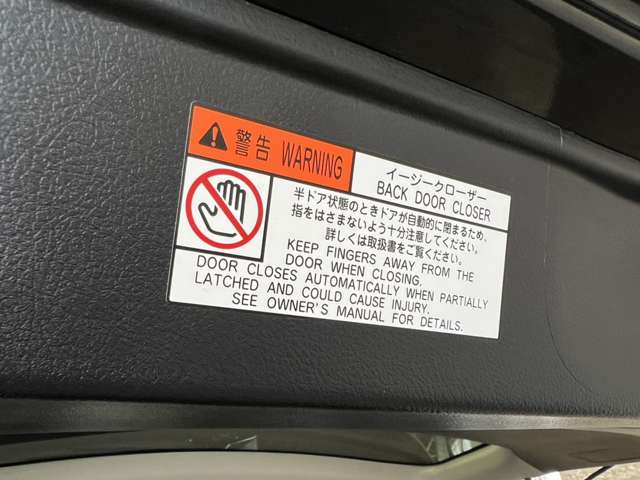 警告 WARNING
イージークローザー
BACK DOOR CLOSER
半ドア状態のときドアが自動的に閉まるため、
指をはさまないよう十分注意してください。
詳しくは取扱書をご覧ください。
KEEP FINGERS AWAY FROM THE
DOOR WHEN CLOSING.
DOOR CLOSES AUTOMATICALLY WHEN PARTIALLY
LATCHED AND COULD CAUSE INJURY.
SEE OWNER'S MANUAL FOR DETAILS.